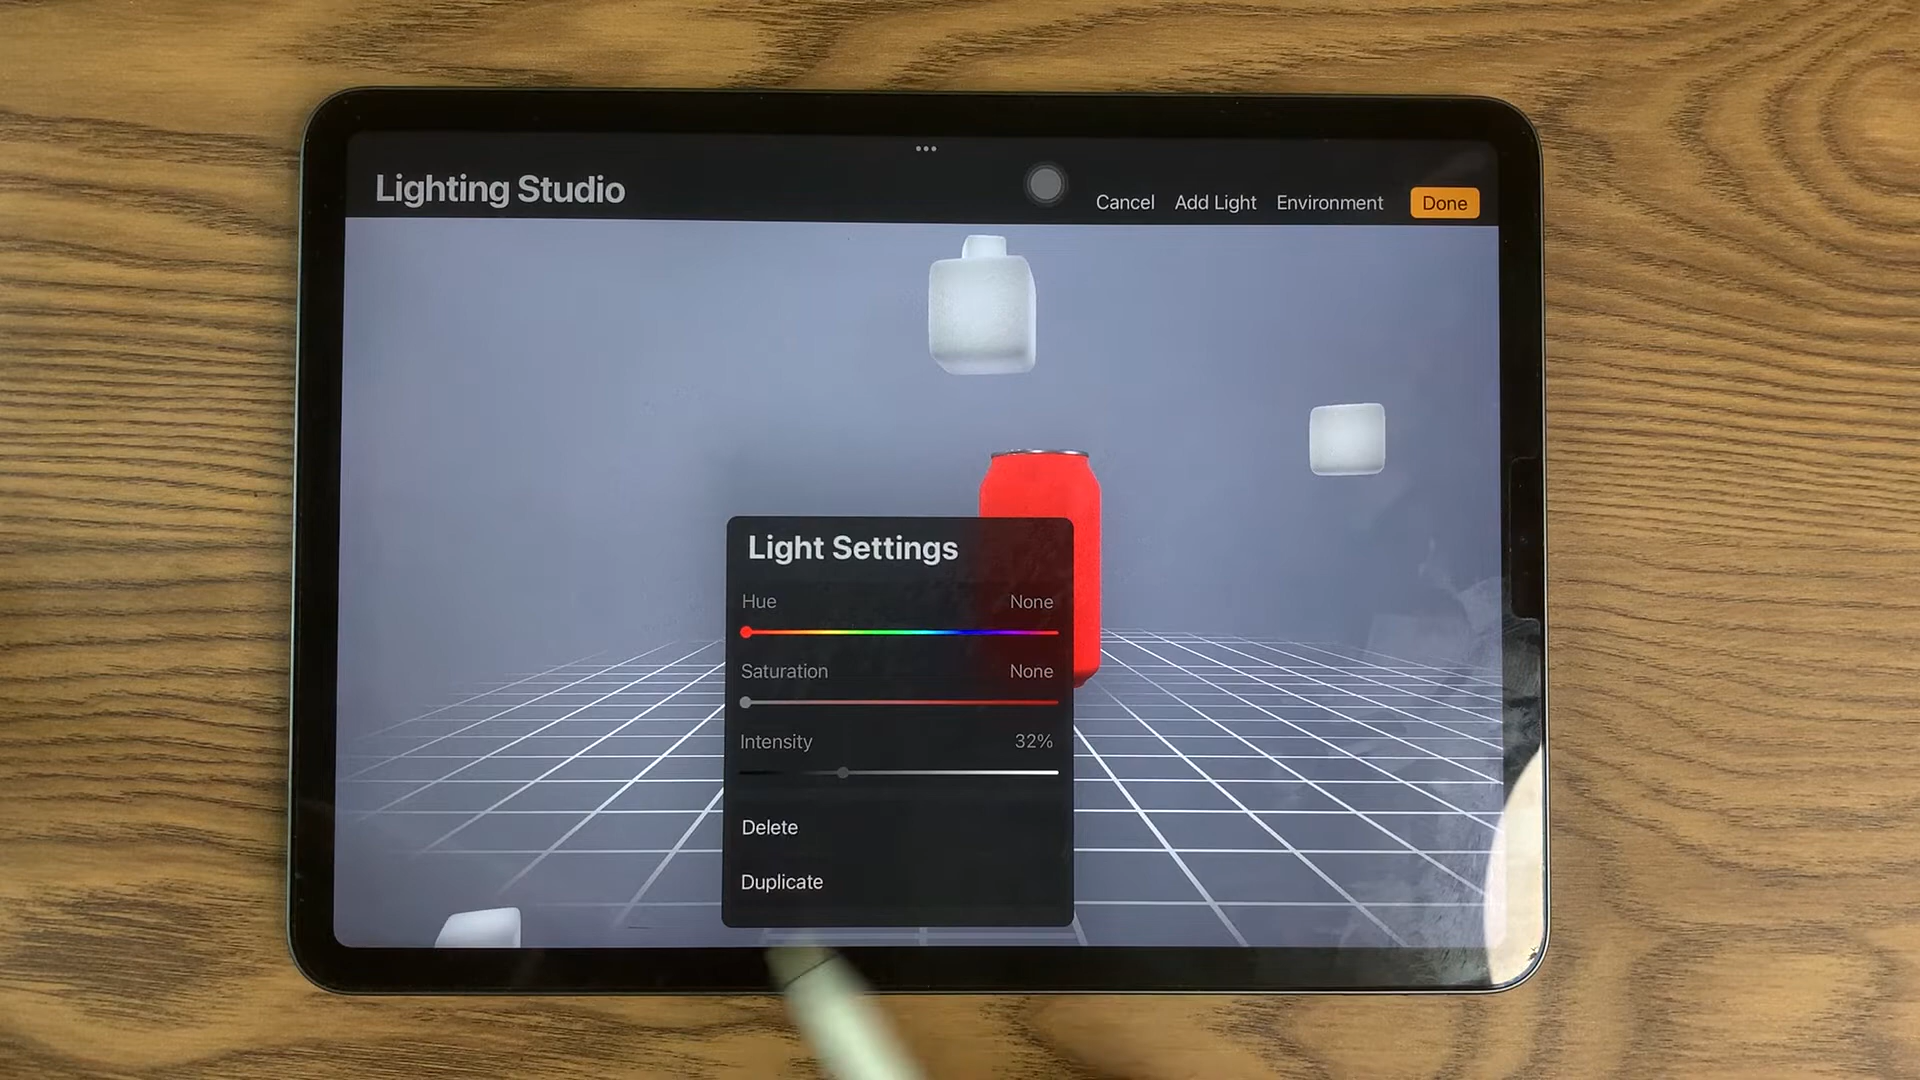 Lighting Studio
Cancel Add Light Environment Done
Light Settings
Hue None
Saturation None
Intensity 32%
Delete
Duplicate